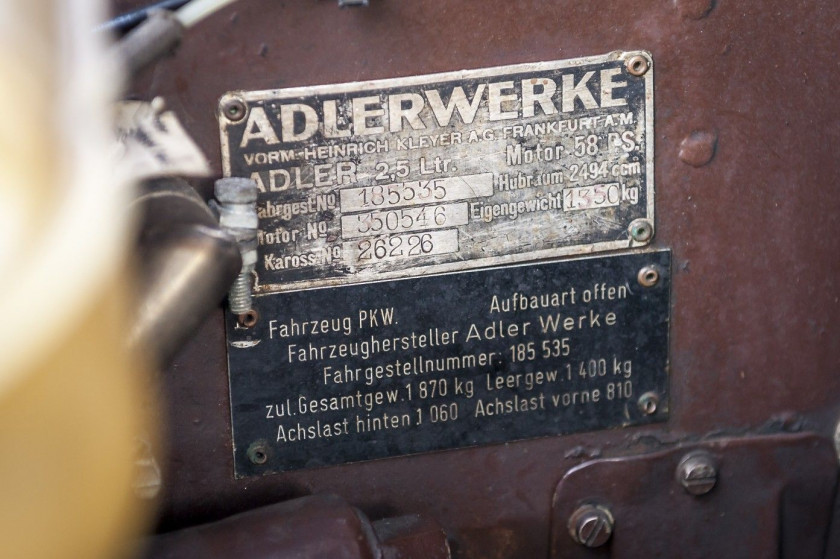 ADLERWERKE
VORM. HEINRICH KLEYER A.G. FRANKFURT A.M.
ADLER 2,5 Ltr. Motor 58 PS.
Fahrgest.No 185535 Hubraum 2494 ccm
Motor-No 350546 Eigengewicht 1350 kg
Kaross.No 26226
Fahrzeug PKW. Aufbauart offen
Fahrzeughersteller Adler Werke
Fahrgestellnummer: 185 535
zul.Gesamtgew.1 870 kg Leergew.1 400 kg
Achslast hinten 1 060 Achslast vorne 810